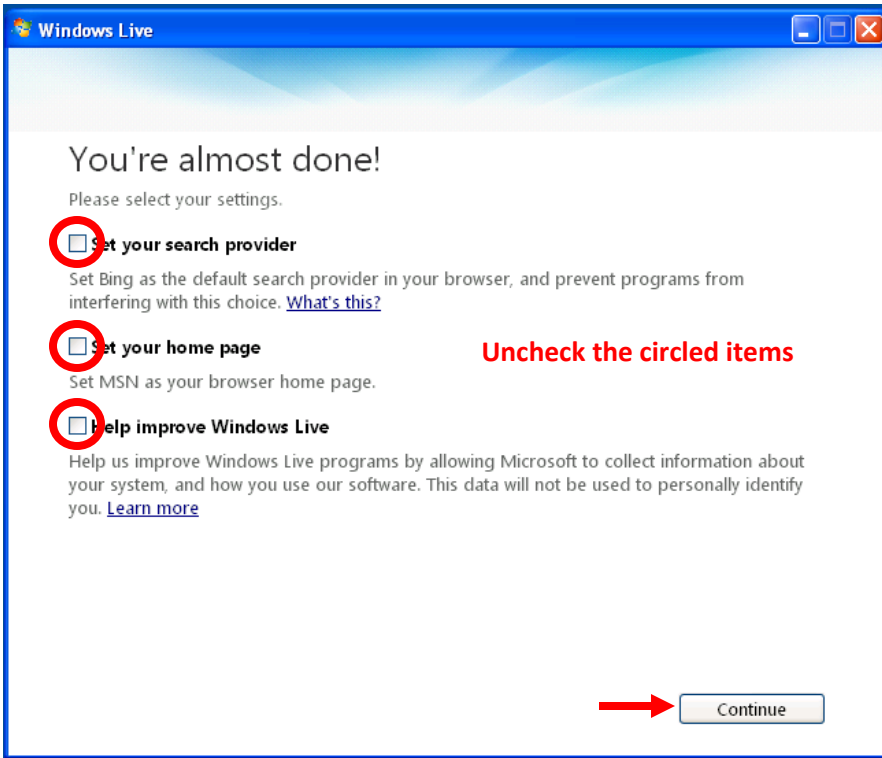 Windows Live
You're almost done!
Please select your settings.
Set your search provider
Set Bing as the default search provider in your browser, and prevent programs from
interfering with this choice. What's this?
Set your home page
Uncheck the circled items
Set MSN as your browser home page.
Help improve Windows Live
Help us improve Windows Live programs by allowing Microsoft to collect information about
your system, and how you use our software. This data will not be used to personally identify
you. Learn more
Continue